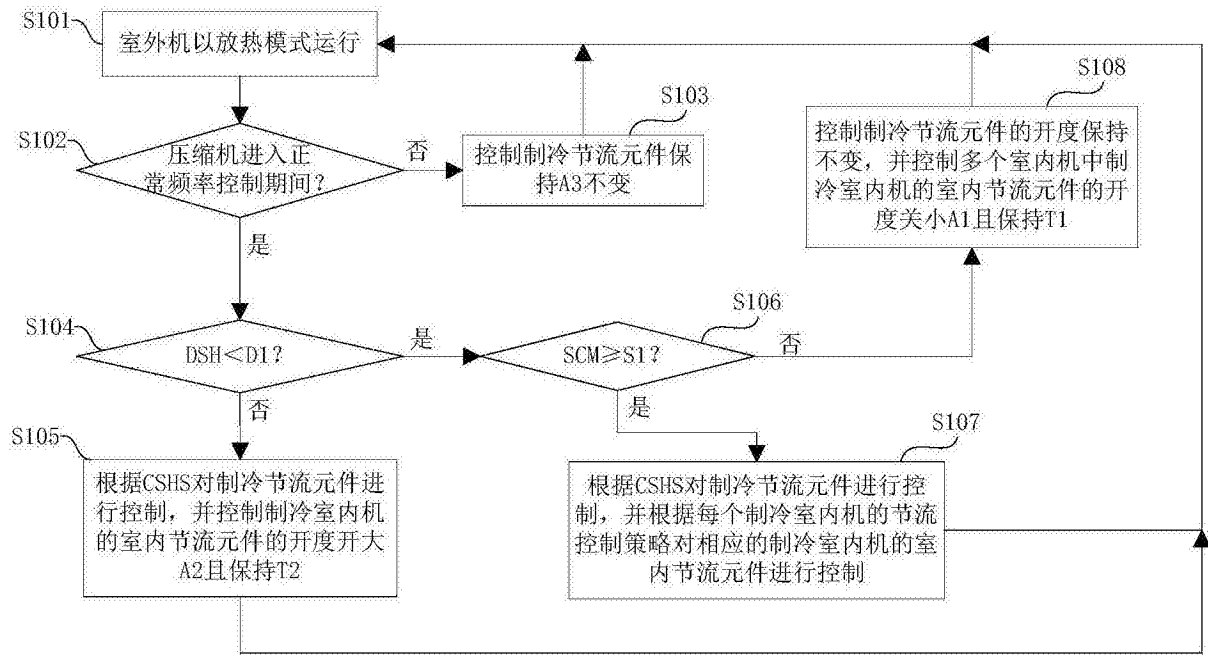 S101
室外机以放热模式运行
S102
压缩机进入正
常频率控制期间？
否
是
S103
控制制冷节流元件保
持A3不变
S108
控制制冷节流元件的开度保持
不变，并控制多个室内机中制
冷室内机的室内节流元件的开
度关小A1且保持T1
S104
DSH＜D1？
是
否
S106
SCM≥S1？
否
是
S105
根据CSHS对制冷节流元件进
行控制，并控制制冷室内机
的室内节流元件的开度开大
A2且保持T2
S107
根据CSHS对制冷节流元件进行控
制，并根据每个制冷室内机的节流
控制策略对相应的制冷室内机的室
内节流元件进行控制